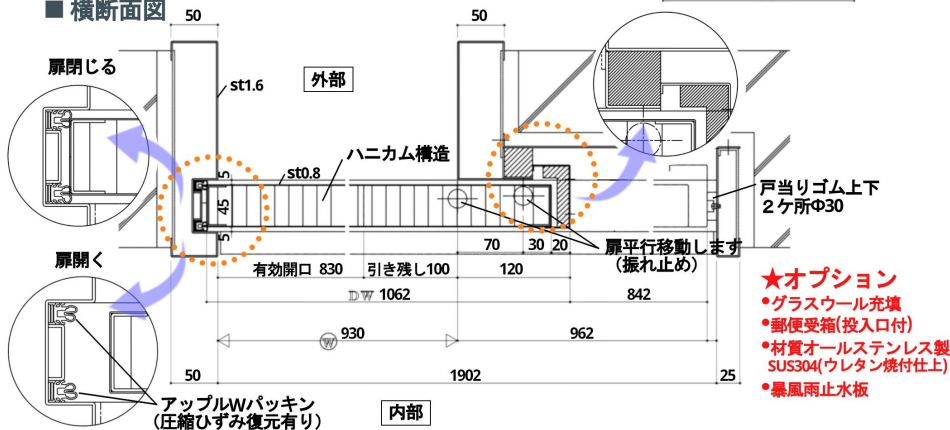 ■ 横断面図
50
50
扉閉じる
外部
st1.6
ハニカム構造
st0.8
5
45
5
戸当りゴム上下
2ケ所Φ30
70
30
20
扉平行移動します
(振れ止め)
扉開く
有効開口 830
引き残し100
120
DW 1062
842
W 930
962
50
1902
25
アップルWパッキン
(圧縮ひずみ復元有り)
内部
★オプション
•グラスウール充填
•郵便受箱(投入口付)
•材質オールステンレス製
SUS304(ウレタン焼付仕上)
•暴風雨止水板